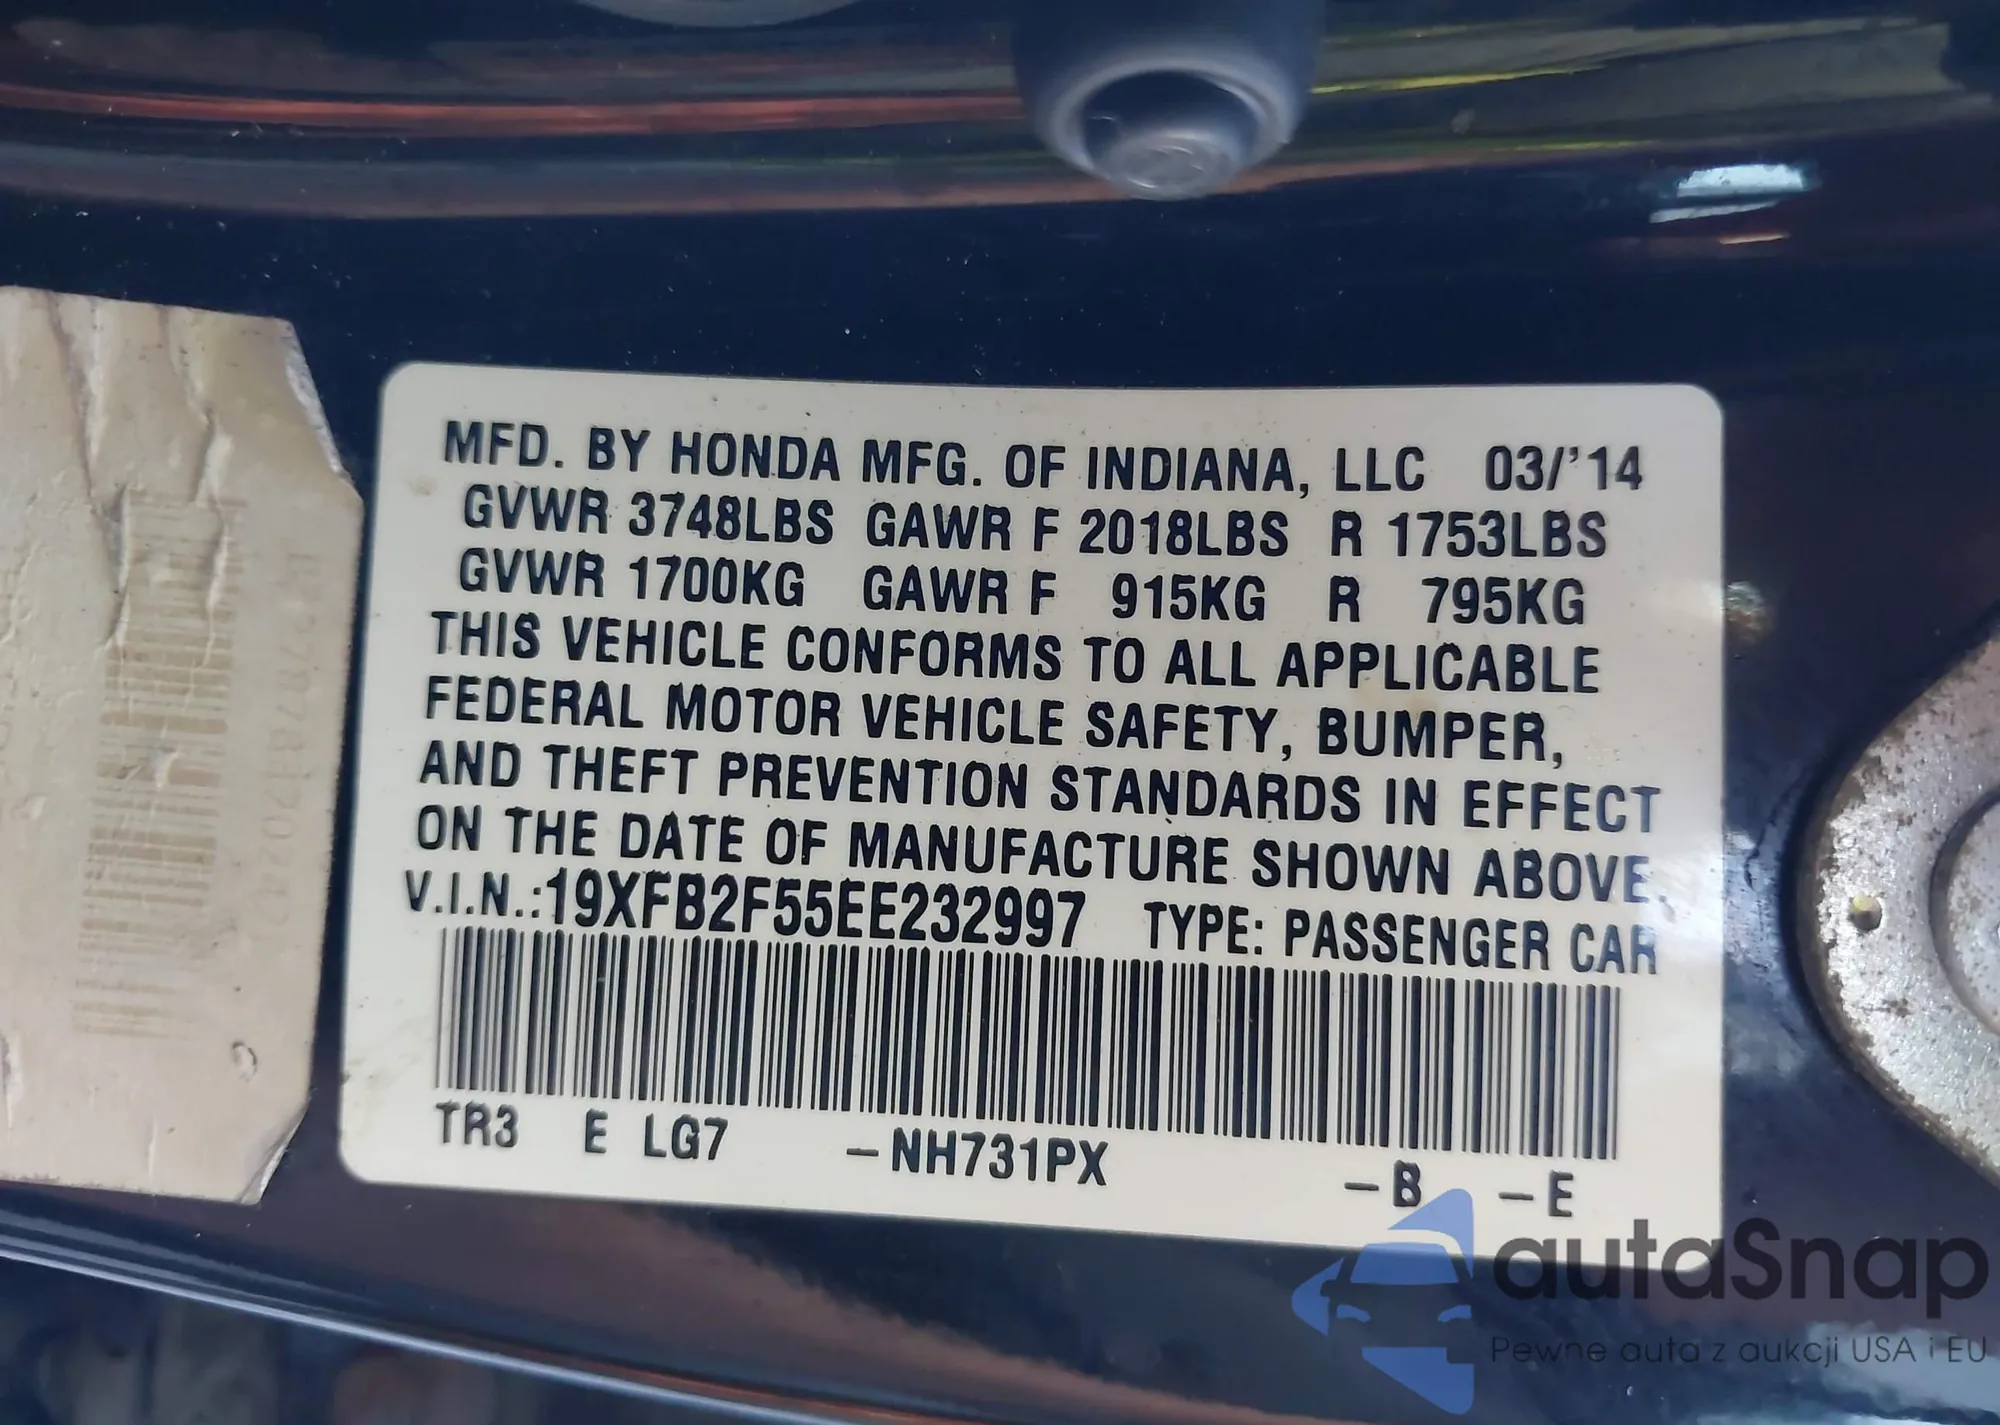 MFD. BY HONDA MFG. OF INDIANA, LLC 03/'14
GVWR 3748LBS GAWR F 2018LBS R 1753LBS
GVWR 1700KG GAWR F 915KG R 795KG
THIS VEHICLE CONFORMS TO ALL APPLICABLE
FEDERAL MOTOR VEHICLE SAFETY, BUMPER,
AND THEFT PREVENTION STANDARDS IN EFFECT
ON THE DATE OF MANUFACTURE SHOWN ABOVE.
V.I.N.:19XFB2F55EE232997 TYPE: PASSENGER CAR
TR3 E LG7 -NH731PX -B -E
autaSnap
Pewne auta z aukcji USA i EU